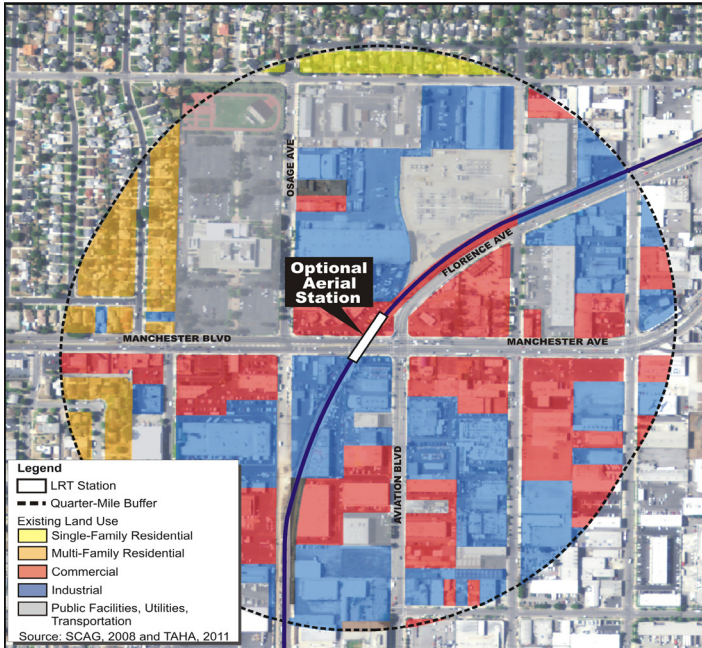 OSAGE AVE
FLORENCE AVE
Optional
Aerial
Station
MANCHESTER BLVD
MANCHESTER AVE
AVIATION BLVD
Legend
LRT Station
Quarter-Mile Buffer
Existing Land Use
Single-Family Residential
Multi-Family Residential
Commercial
Industrial
Public Facilities, Utilities,
Transportation
Source: SCAG, 2008 and TAHA, 2011